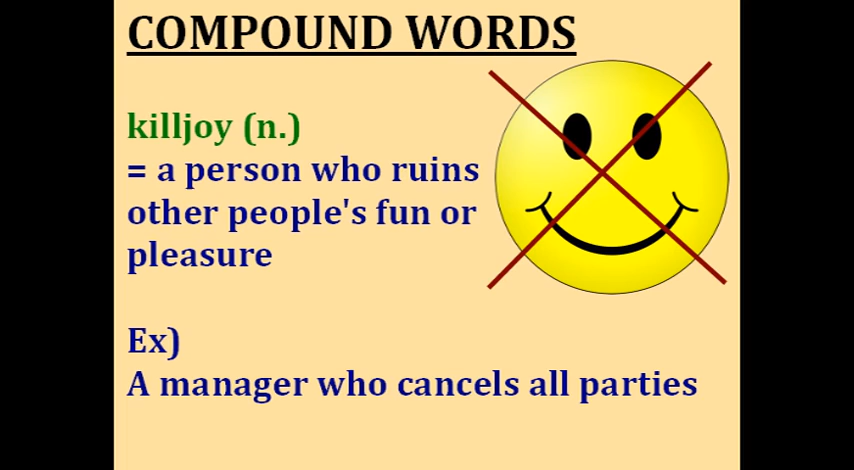 COMPOUND WORDS
killjoy (n.)
= a person who ruins
other people's fun or
pleasure
Ex)
A manager who cancels all parties